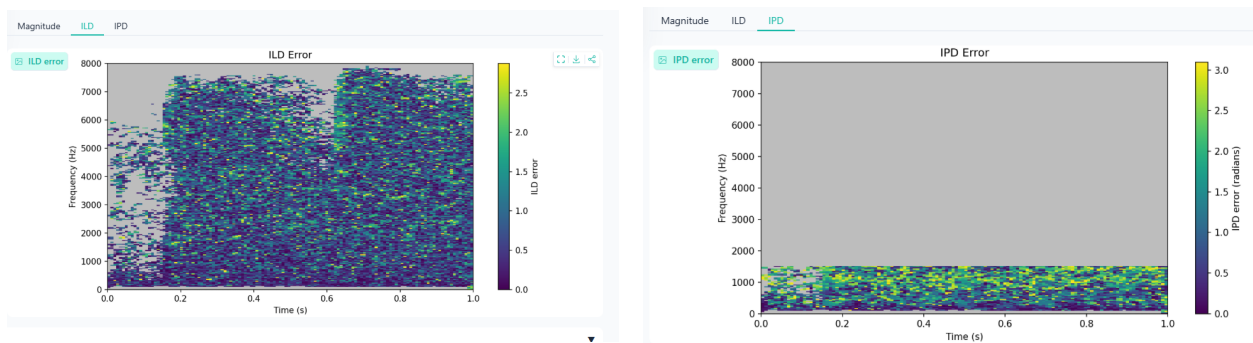 Magnitude ILD IPD
ILD error
ILD Error
8000
7000
6000
5000
4000
3000
2000
1000
0
Frequency (Hz)
0.0 0.2 0.4 0.6 0.8 1.0
Time (s)
2.5
2.0
1.5
1.0
0.5
0.0
ILD error
Magnitude ILD IPD
IPD error
IPD Error
8000
7000
6000
5000
4000
3000
2000
1000
0
Frequency (Hz)
0.0 0.2 0.4 0.6 0.8 1.0
Time (s)
3.0
2.5
2.0
1.5
1.0
0.5
0.0
IPD error (radians)